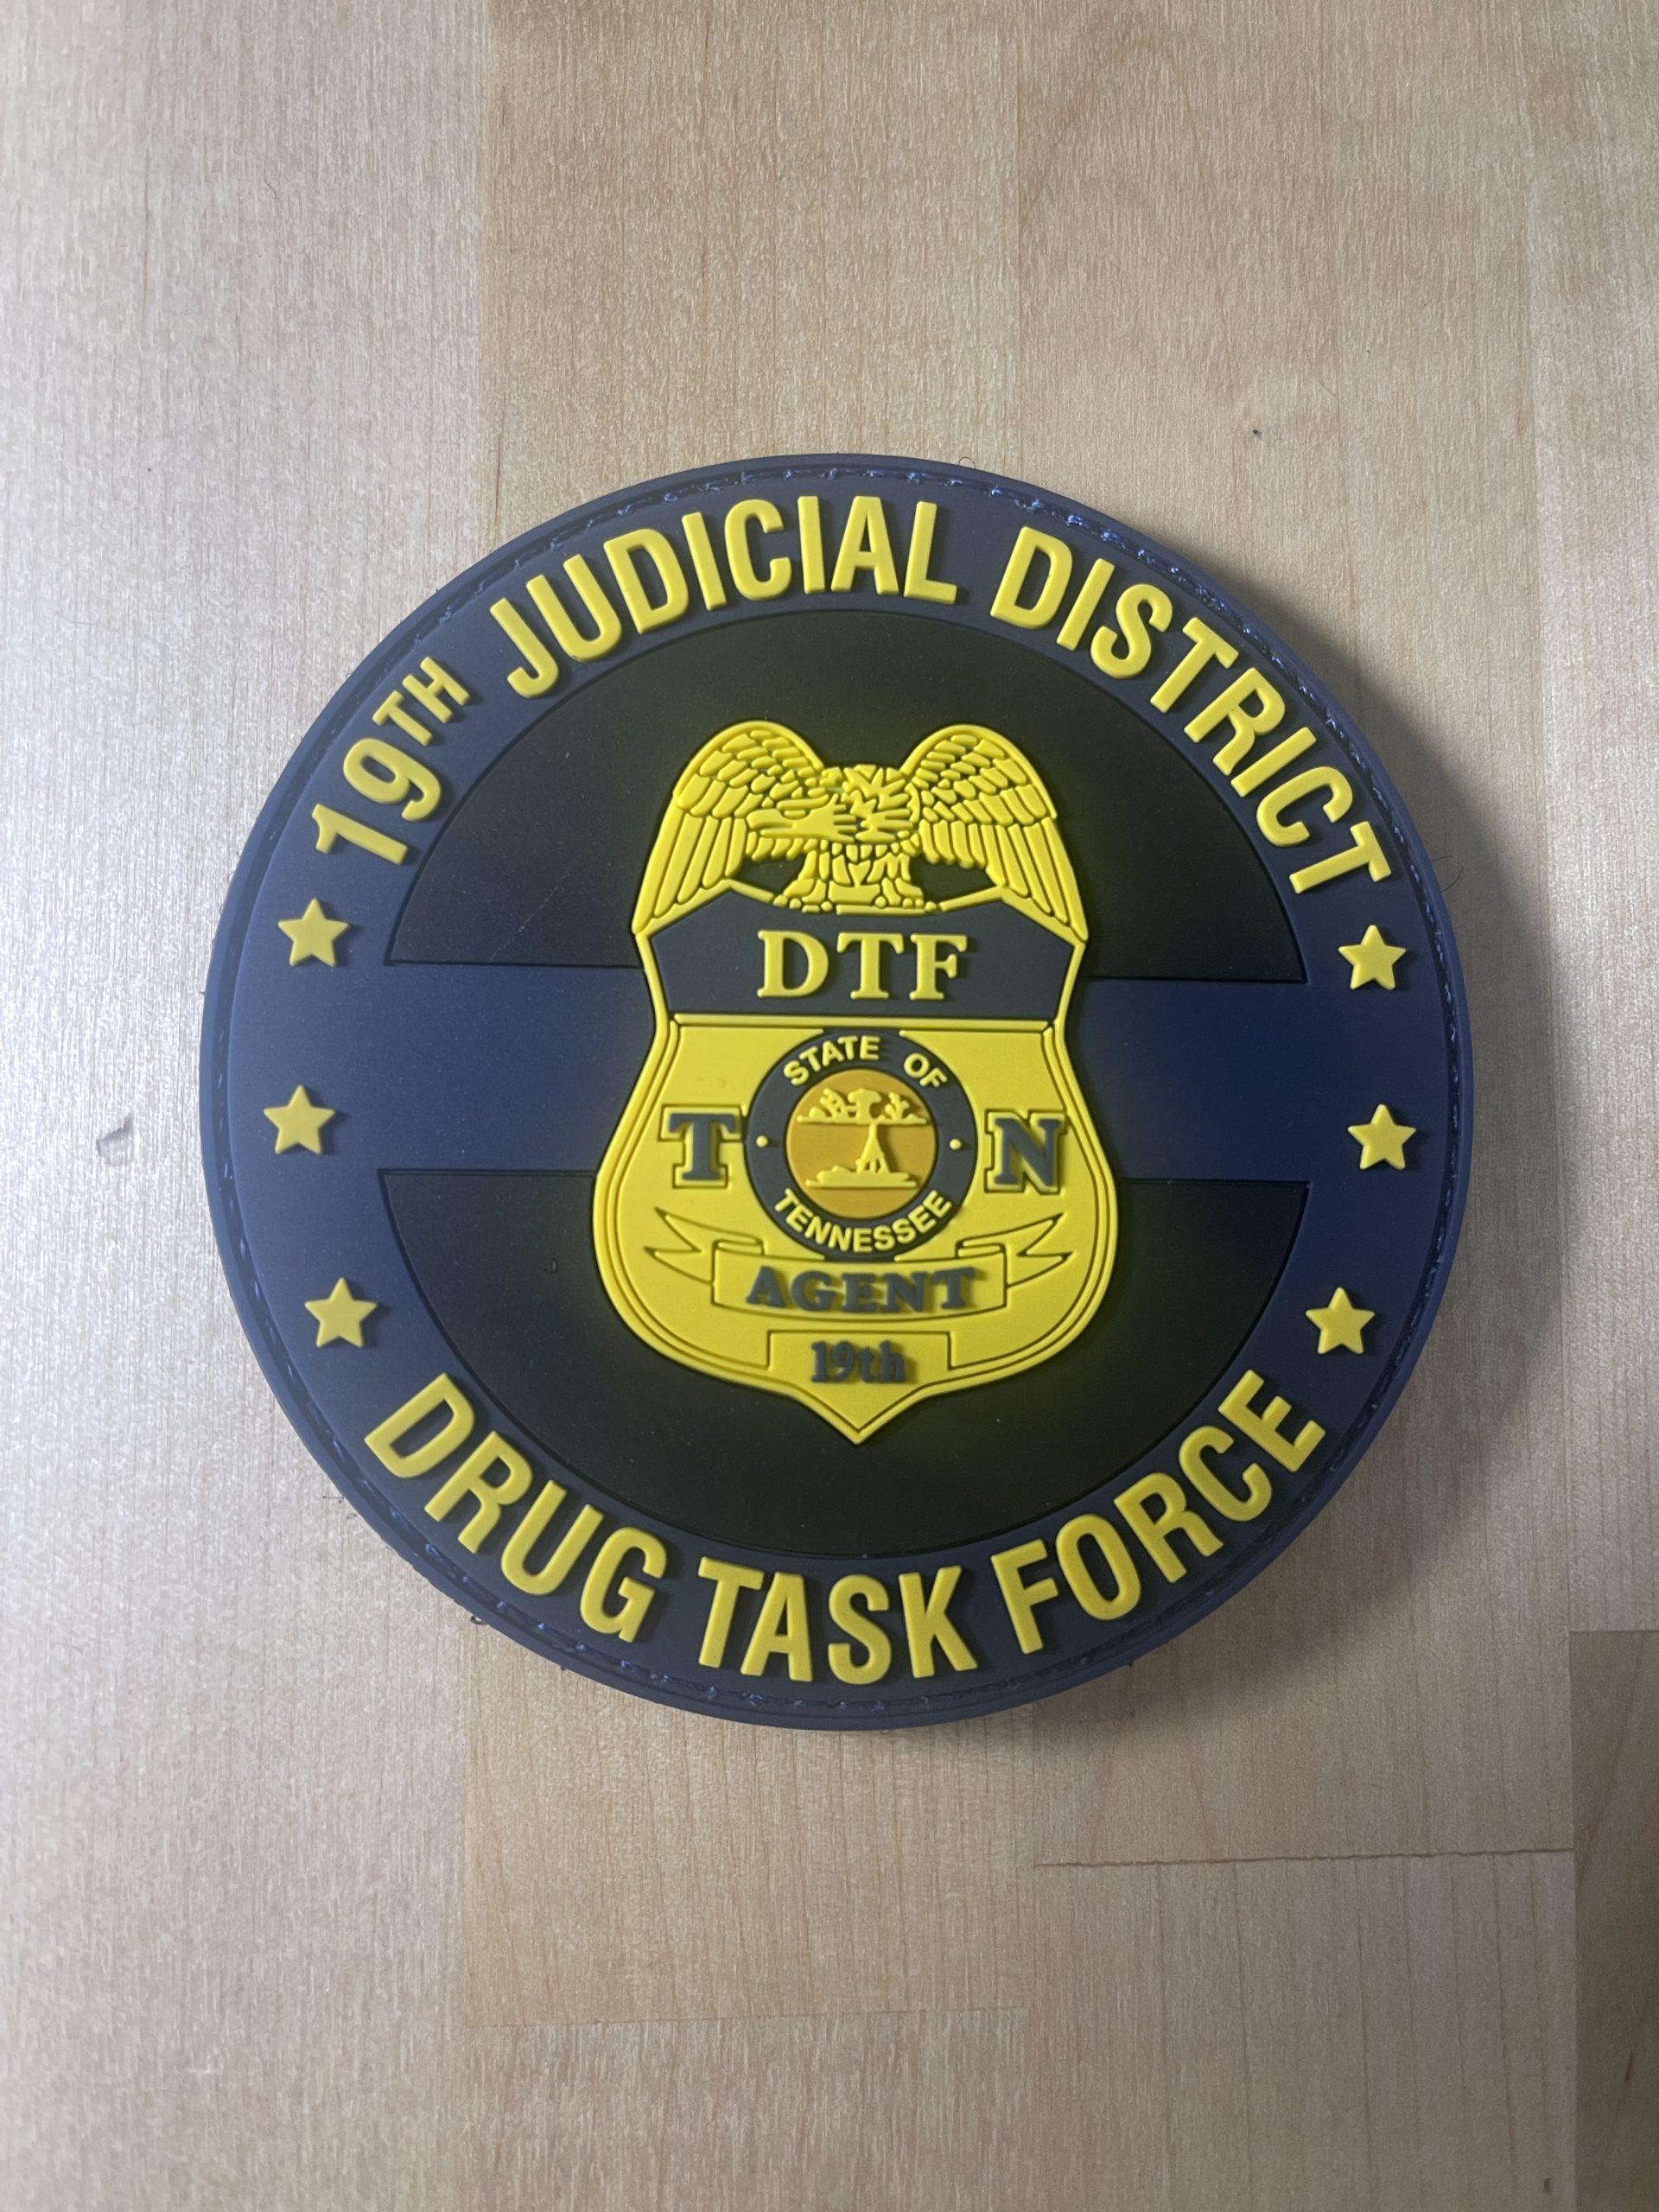 19TH JUDICIAL DISTRICT
DTF
STATE OF
T N
TENNESSEE
AGENT
19th
DRUG TASK FORCE